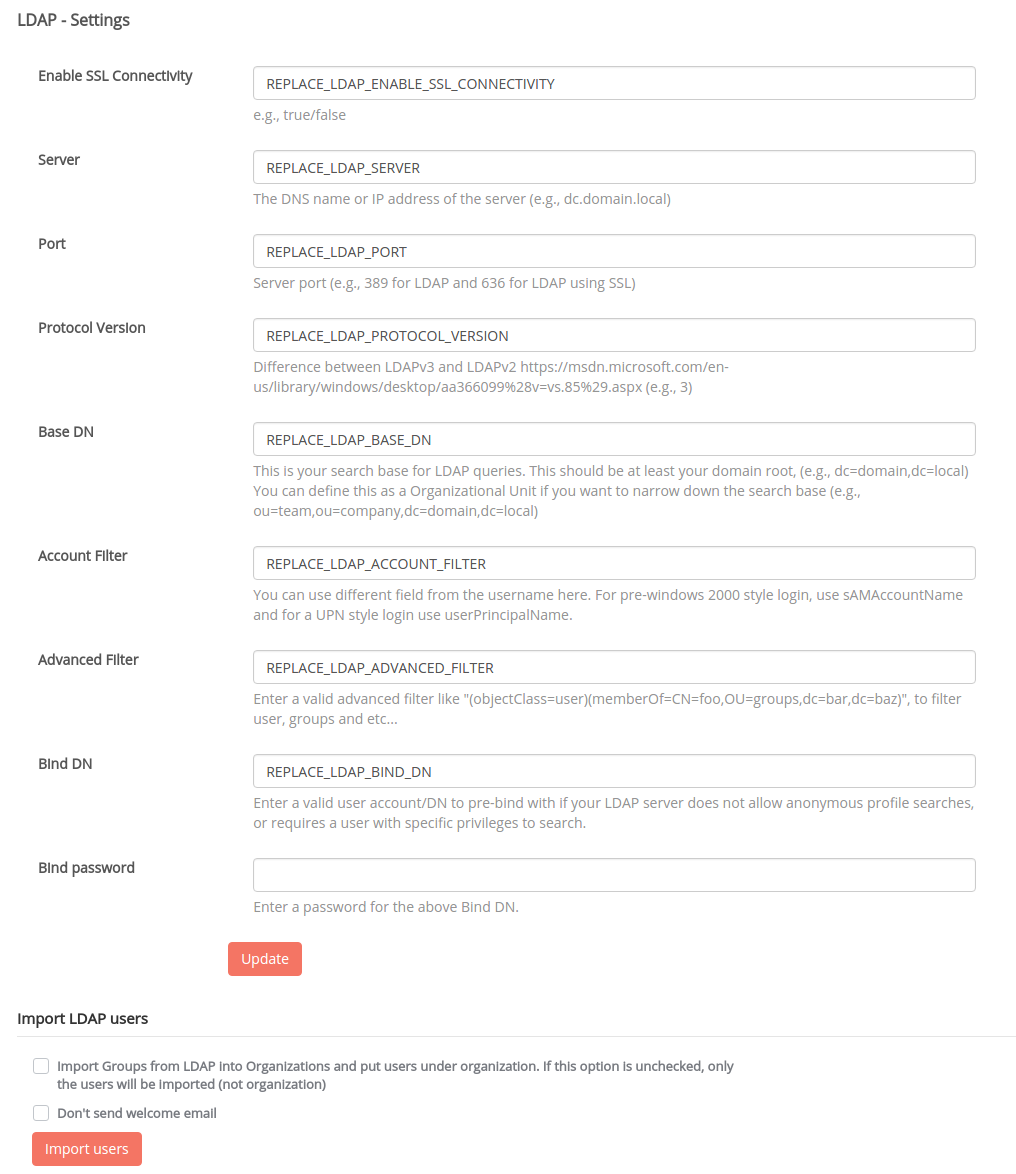 LDAP - Settings
Enable SSL Connectivity
REPLACE_LDAP_ENABLE_SSL_CONNECTIVITY
e.g., true/false
Server
REPLACE_LDAP_SERVER
The DNS name or IP address of the server (e.g., dc.domain.local)
Port
REPLACE_LDAP_PORT
Server port (e.g., 389 for LDAP and 636 for LDAP using SSL)
Protocol Version
REPLACE_LDAP_PROTOCOL_VERSION
Difference between LDAPv3 and LDAPv2 https://msdn.microsoft.com/en-
us/library/windows/desktop/aa366099%28v=vs.85%29.aspx (e.g., 3)
Base DN
REPLACE_LDAP_BASE_DN
This is your search base for LDAP queries. This should be at least your domain root, (e.g., dc=domain,dc=local)
You can define this as a Organizational Unit if you want to narrow down the search base (e.g.,
ou=team,ou=company,dc=domain,dc=local)
Account Filter
REPLACE_LDAP_ACCOUNT_FILTER
You can use different field from the username here. For pre-windows 2000 style login, use sAMAccountName
and for a UPN style login use userPrincipalName.
Advanced Filter
REPLACE_LDAP_ADVANCED_FILTER
Enter a valid advanced filter like "(objectClass=user)(memberOf=CN=foo,OU=groups,dc=bar,dc=baz)", to filter
user, groups and etc...
Bind DN
REPLACE_LDAP_BIND_DN
Enter a valid user account/DN to pre-bind with if your LDAP server does not allow anonymous profile searches,
or requires a user with specific privileges to search.
Bind password
Enter a password for the above Bind DN.
Update
Import LDAP users
Import Groups from LDAP into Organizations and put users under organization. If this option is unchecked, only
the users will be imported (not organization)
Don't send welcome email
Import users